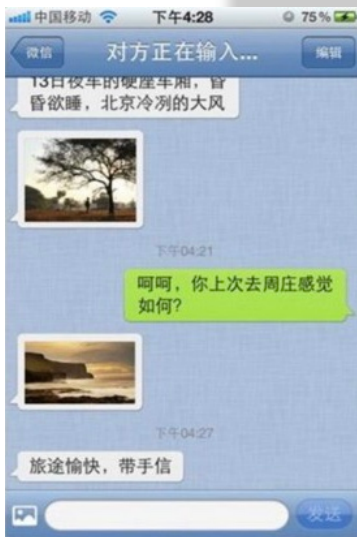 中国移动 下午4:28 75%
微信 对方正在输入... 编辑
13日夜车的硬座车厢，昏
昏欲睡，北京冷冽的大风
下午04:21
呵呵，你上次去周庄感觉
如何？
下午04:27
旅途愉快，带手信
发送